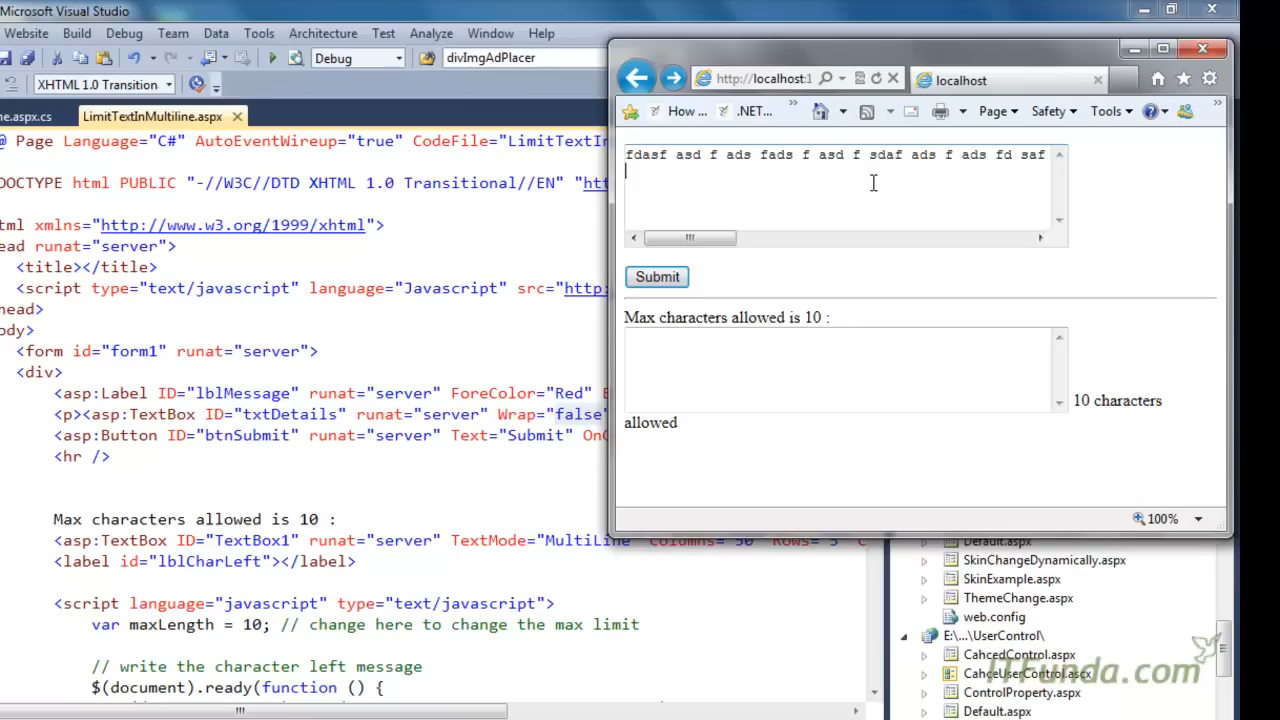 Microsoft Visual Studio
Website Build Debug Team Data Tools Architecture Test Analyze Window Help
Debug divImgAdPlacer
XHTML 1.0 Transition
ne.aspx.cs LimitTextInMultiline.aspx
@ Page Language="C#" AutoEventWireup="true" CodeFile="LimitTextIn
DOCTYPE html PUBLIC "-//W3C//DTD XHTML 1.0 Transitional//EN" "
tml xmlns="http://www.w3.org/1999/xhtml">
ead runat="server">
<title></title>
<script type="text/javascript" language="Javascript" src="http:
head>
ody>
<form id="form1" runat="server">
<div>
<asp:Label ID="lblMessage" runat="server" ForeColor="Red"
<p><asp:TextBox ID="txtDetails" runat="server" Wrap="false"
<asp:Button ID="btnSubmit" runat="server" Text="Submit" OnC
<hr />
Max characters allowed is 10 :
<asp:TextBox ID="TextBox1" runat="server" TextMode="MultiLine" Columns="50" Rows="5"
<label id="lblCharLeft"></label>
<script language="javascript" type="text/javascript">
var maxLength = 10; // change here to change the max limit
// write the character left message
$(document).ready(function () {
http://localhost:1 localhost
How ... .NET... Page Safety Tools
fdasf asd f ads fads f asd f sdaf ads f ads fd saf
Submit
Max characters allowed is 10 :
10 characters
allowed
100%
Default.aspx
SkinChangeDynamically.aspx
SkinExample.aspx
ThemeChange.aspx
web.config
E:\...\UserControl\
CahcedControl.aspx
CahceUserControl.ascx
ControlProperty.aspx
Default.aspx
ITFunda.com